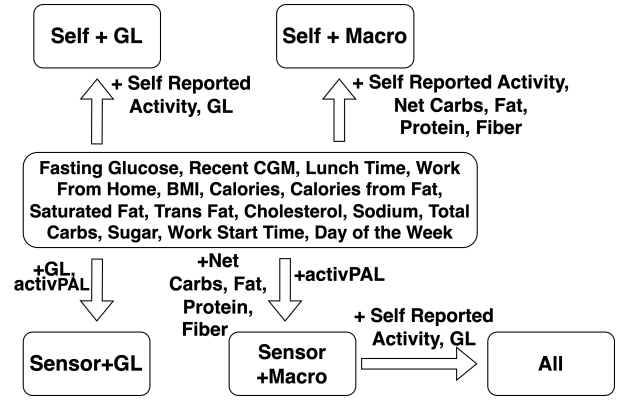 Self + GL
Self + Macro
+ Self Reported
Activity, GL
+ Self Reported Activity,
Net Carbs, Fat,
Protein, Fiber
Fasting Glucose, Recent CGM, Lunch Time, Work
From Home, BMI, Calories, Calories from Fat,
Saturated Fat, Trans Fat, Cholesterol, Sodium, Total
Carbs, Sugar, Work Start Time, Day of the Week
+GL,
activPAL
+Net
Carbs, Fat,
Protein,
Fiber
+activPAL
+ Self Reported
Activity, GL
Sensor+GL
Sensor
+Macro
All